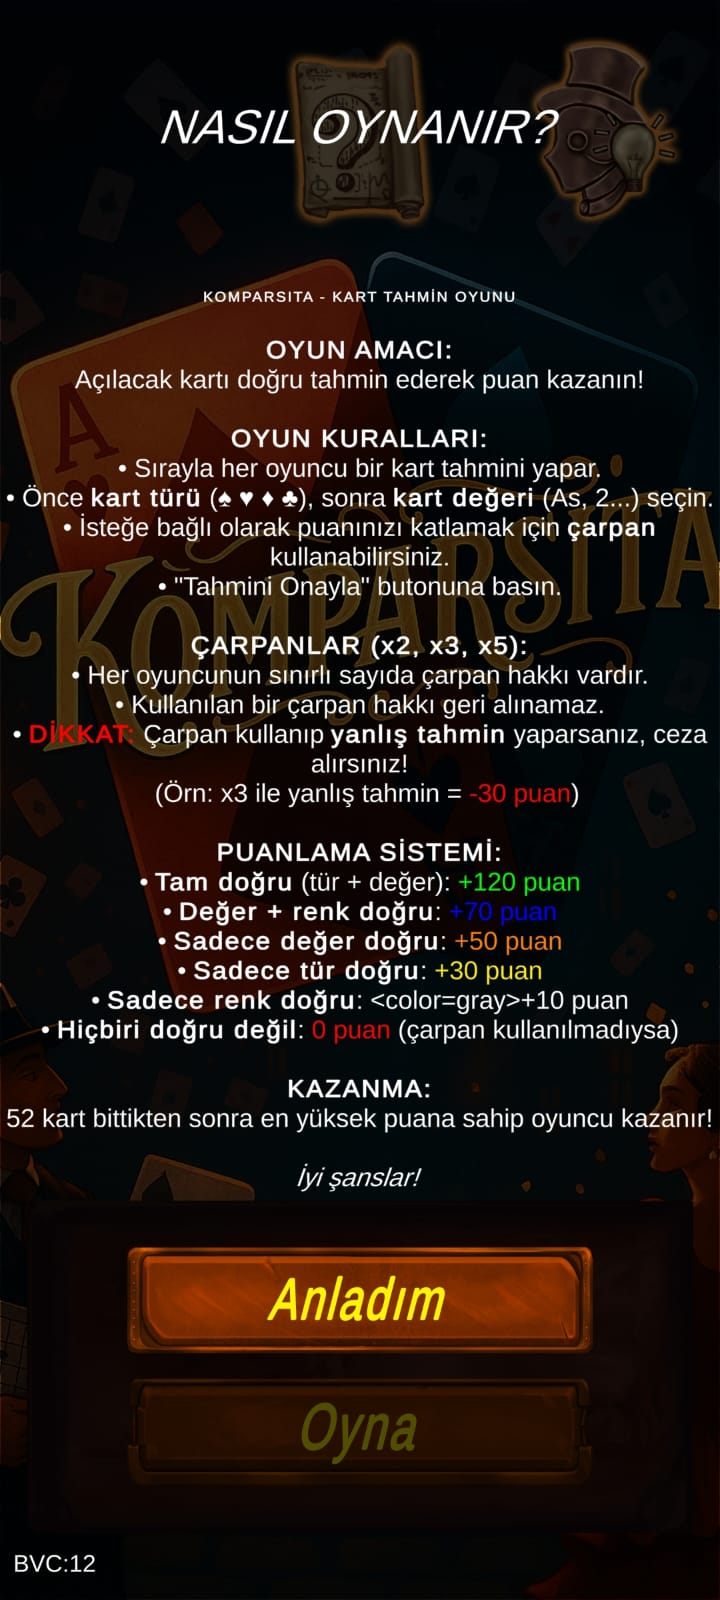 NASIL OYNANIR?
KOMPARSITA - KART TAHMİN OYUNU
OYUN AMACI:
Açılacak kartı doğru tahmin ederek puan kazanın!
OYUN KURALLARI:
• Sırayla her oyuncu bir kart tahmini yapar.
• Önce kart türü (♠ ♥ ♦ ♣), sonra kart değeri (As, 2...) seçin.
• İsteğe bağlı olarak puanınızı katlamak için çarpan
kullanabilirsiniz.
• "Tahmini Onayla" butonuna basın.
KOMPARSITA
ÇARPANLAR (x2, x3, x5):
• Her oyuncunun sınırlı sayıda çarpan hakkı vardır.
• Kullanılan bir çarpan hakkı geri alınamaz.
• DİKKAT: Çarpan kullanıp yanlış tahmin yaparsanız, ceza
alırsınız!
(Örn: x3 ile yanlış tahmin = -30 puan)
PUANLAMA SİSTEMİ:
• Tam doğru (tür + değer): +120 puan
• Değer + renk doğru: +70 puan
• Sadece değer doğru: +50 puan
• Sadece tür doğru: +30 puan
• Sadece renk doğru: <color=gray>+10 puan
• Hiçbiri doğru değil: 0 puan (çarpan kullanılmadıysa)
KAZANMA:
52 kart bittikten sonra en yüksek puana sahip oyuncu kazanır!
İyi şanslar!
Anladım
Oyna
BVC:12